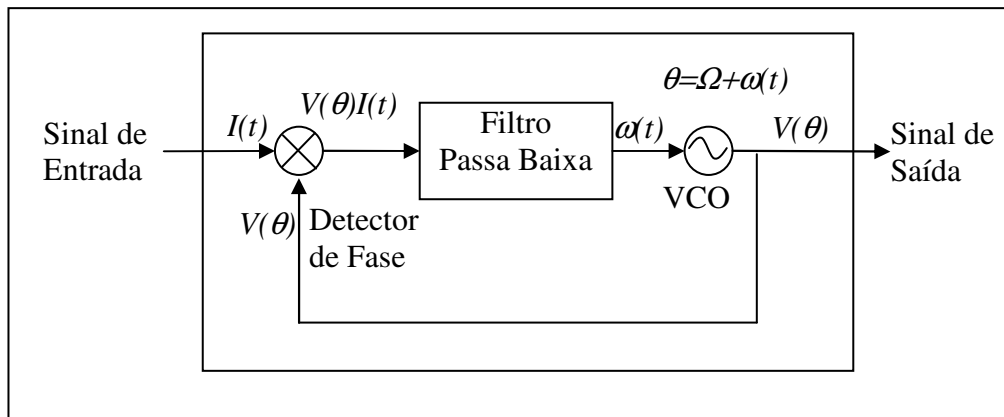 θ=Ω+ω(t)
V(θ)I(t)
Sinal de
Entrada
I(t)
Filtro
Passa Baixa
ω(t)
V(θ)
Sinal de
Saída
VCO
V(θ)
Detector
de Fase